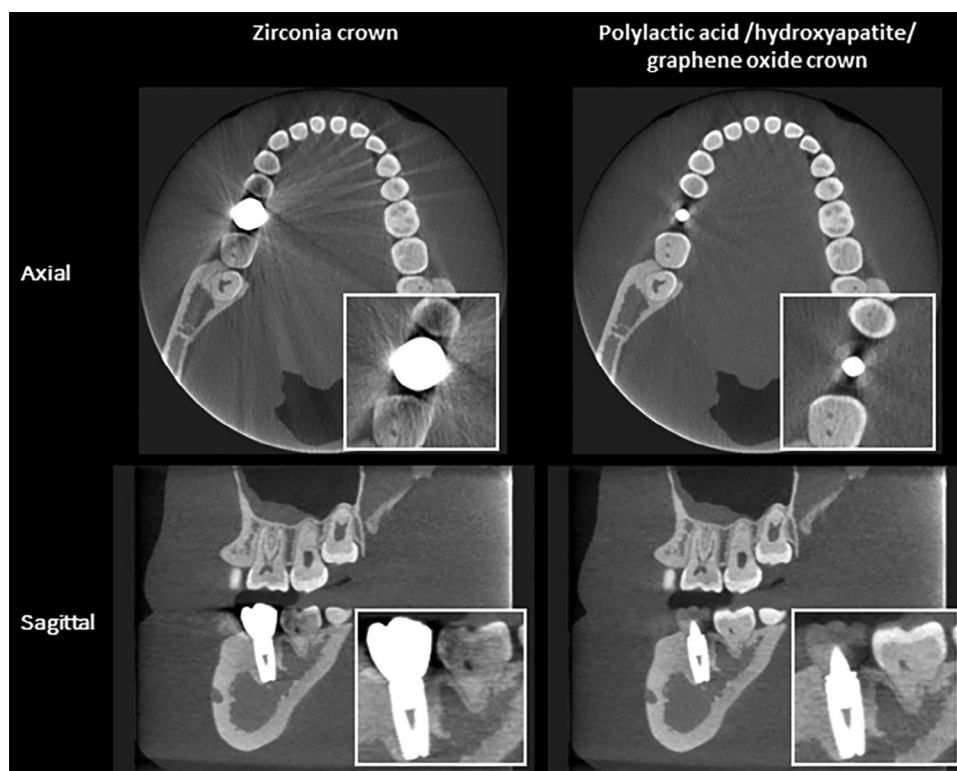 Zirconia crown
Polylactic acid /hydroxyapatite/
graphene oxide crown
Axial
Sagittal